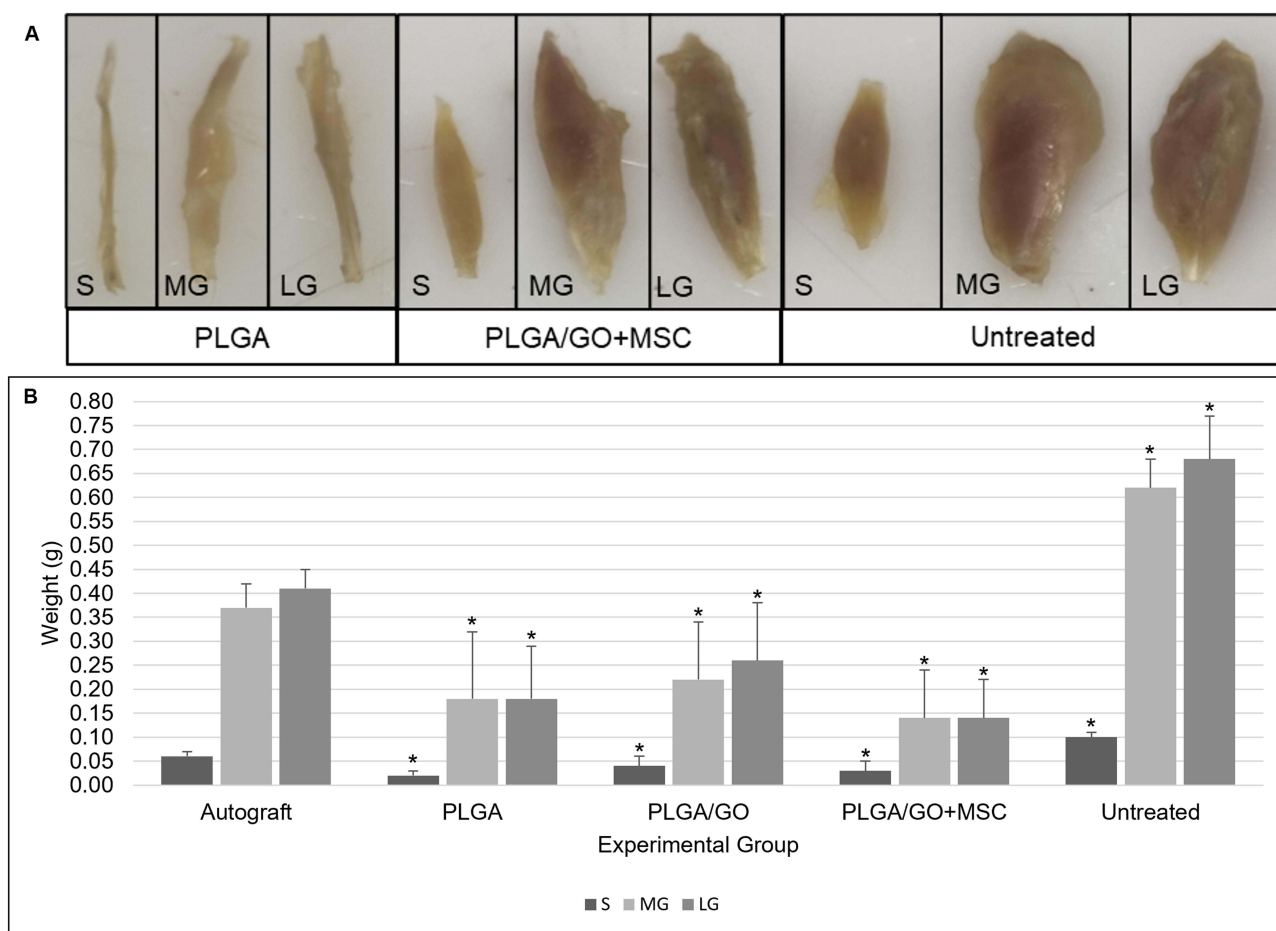 A
S MG LG S MG LG S MG LG
PLGA PLGA/GO+MSC Untreated
B
0.80
0.75
0.70
0.65
0.60
0.55
0.50
0.45
0.40
0.35
0.30
0.25
0.20
0.15
0.10
0.05
0.00
Weight (g)
* * * * * * * * * * * *
Autograft PLGA PLGA/GO PLGA/GO+MSC Untreated
Experimental Group
S MG LG